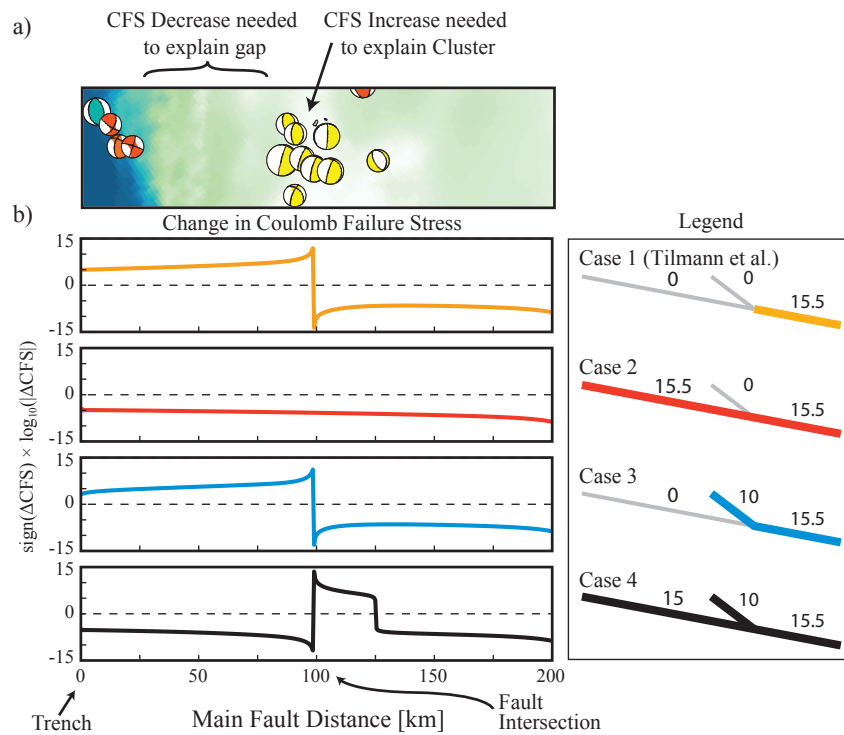 a)
CFS Decrease needed
to explain gap
CFS Increase needed
to explain Cluster
b)
Change in Coulomb Failure Stress
Legend
sign(ΔCFS) × log10(|ΔCFS|)
15
0
-15
15
0
-15
15
0
-15
15
0
-15
0
50
100
150
200
Trench
Main Fault Distance [km]
Fault
Intersection
Case 1 (Tilmann et al.)
0
0
15.5
Case 2
15.5
0
15.5
Case 3
0
10
15.5
Case 4
15
10
15.5